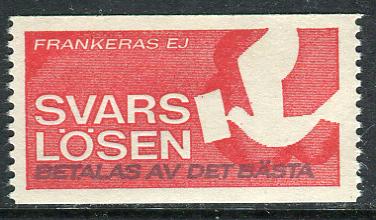 FRANKERAS EJ
SVARS
LÖSEN
BETALAS AV DET BÄSTA